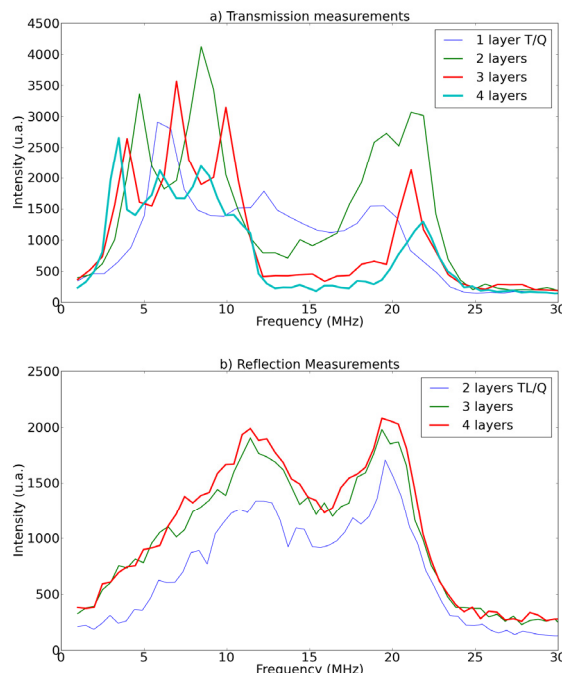 a) Transmission measurements
4500
4000
3500
3000
2500
2000
1500
1000
500
0
Intensity (u.a.)
1 layer T/Q
2 layers
3 layers
4 layers
0 5 10 15 20 25 30
Frequency (MHz)
b) Reflection Measurements
2500
2000
1500
1000
500
0
Intensity (u.a.)
2 layers TL/Q
3 layers
4 layers
0 5 10 15 20 25 30
Frequency (MHz)